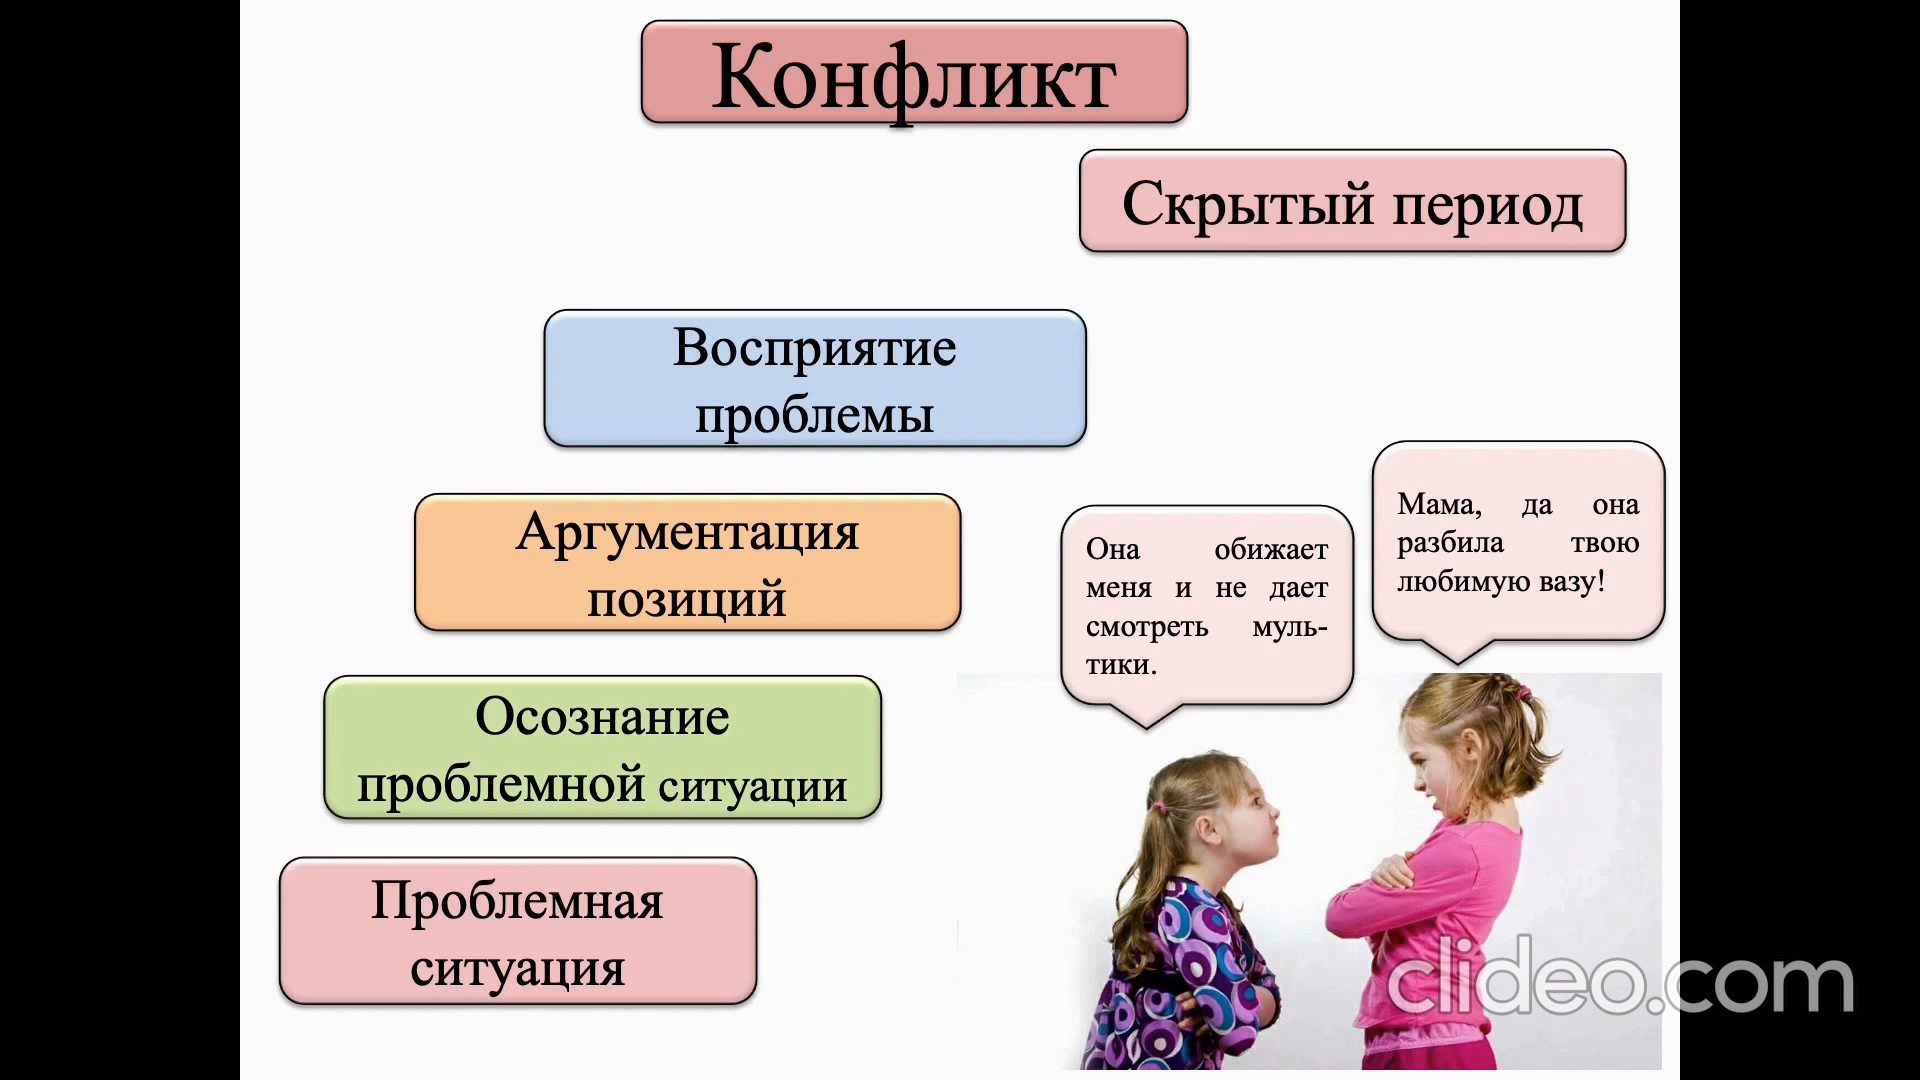 Конфликт
Скрытый период
Восприятие
проблемы
Аргументация
позиций
Осознание
проблемной ситуации
Проблемная
ситуация
Она обижает
меня и не дает
смотреть муль-
тики.
Мама, да она
разбила твою
любимую вазу!
clideo.com